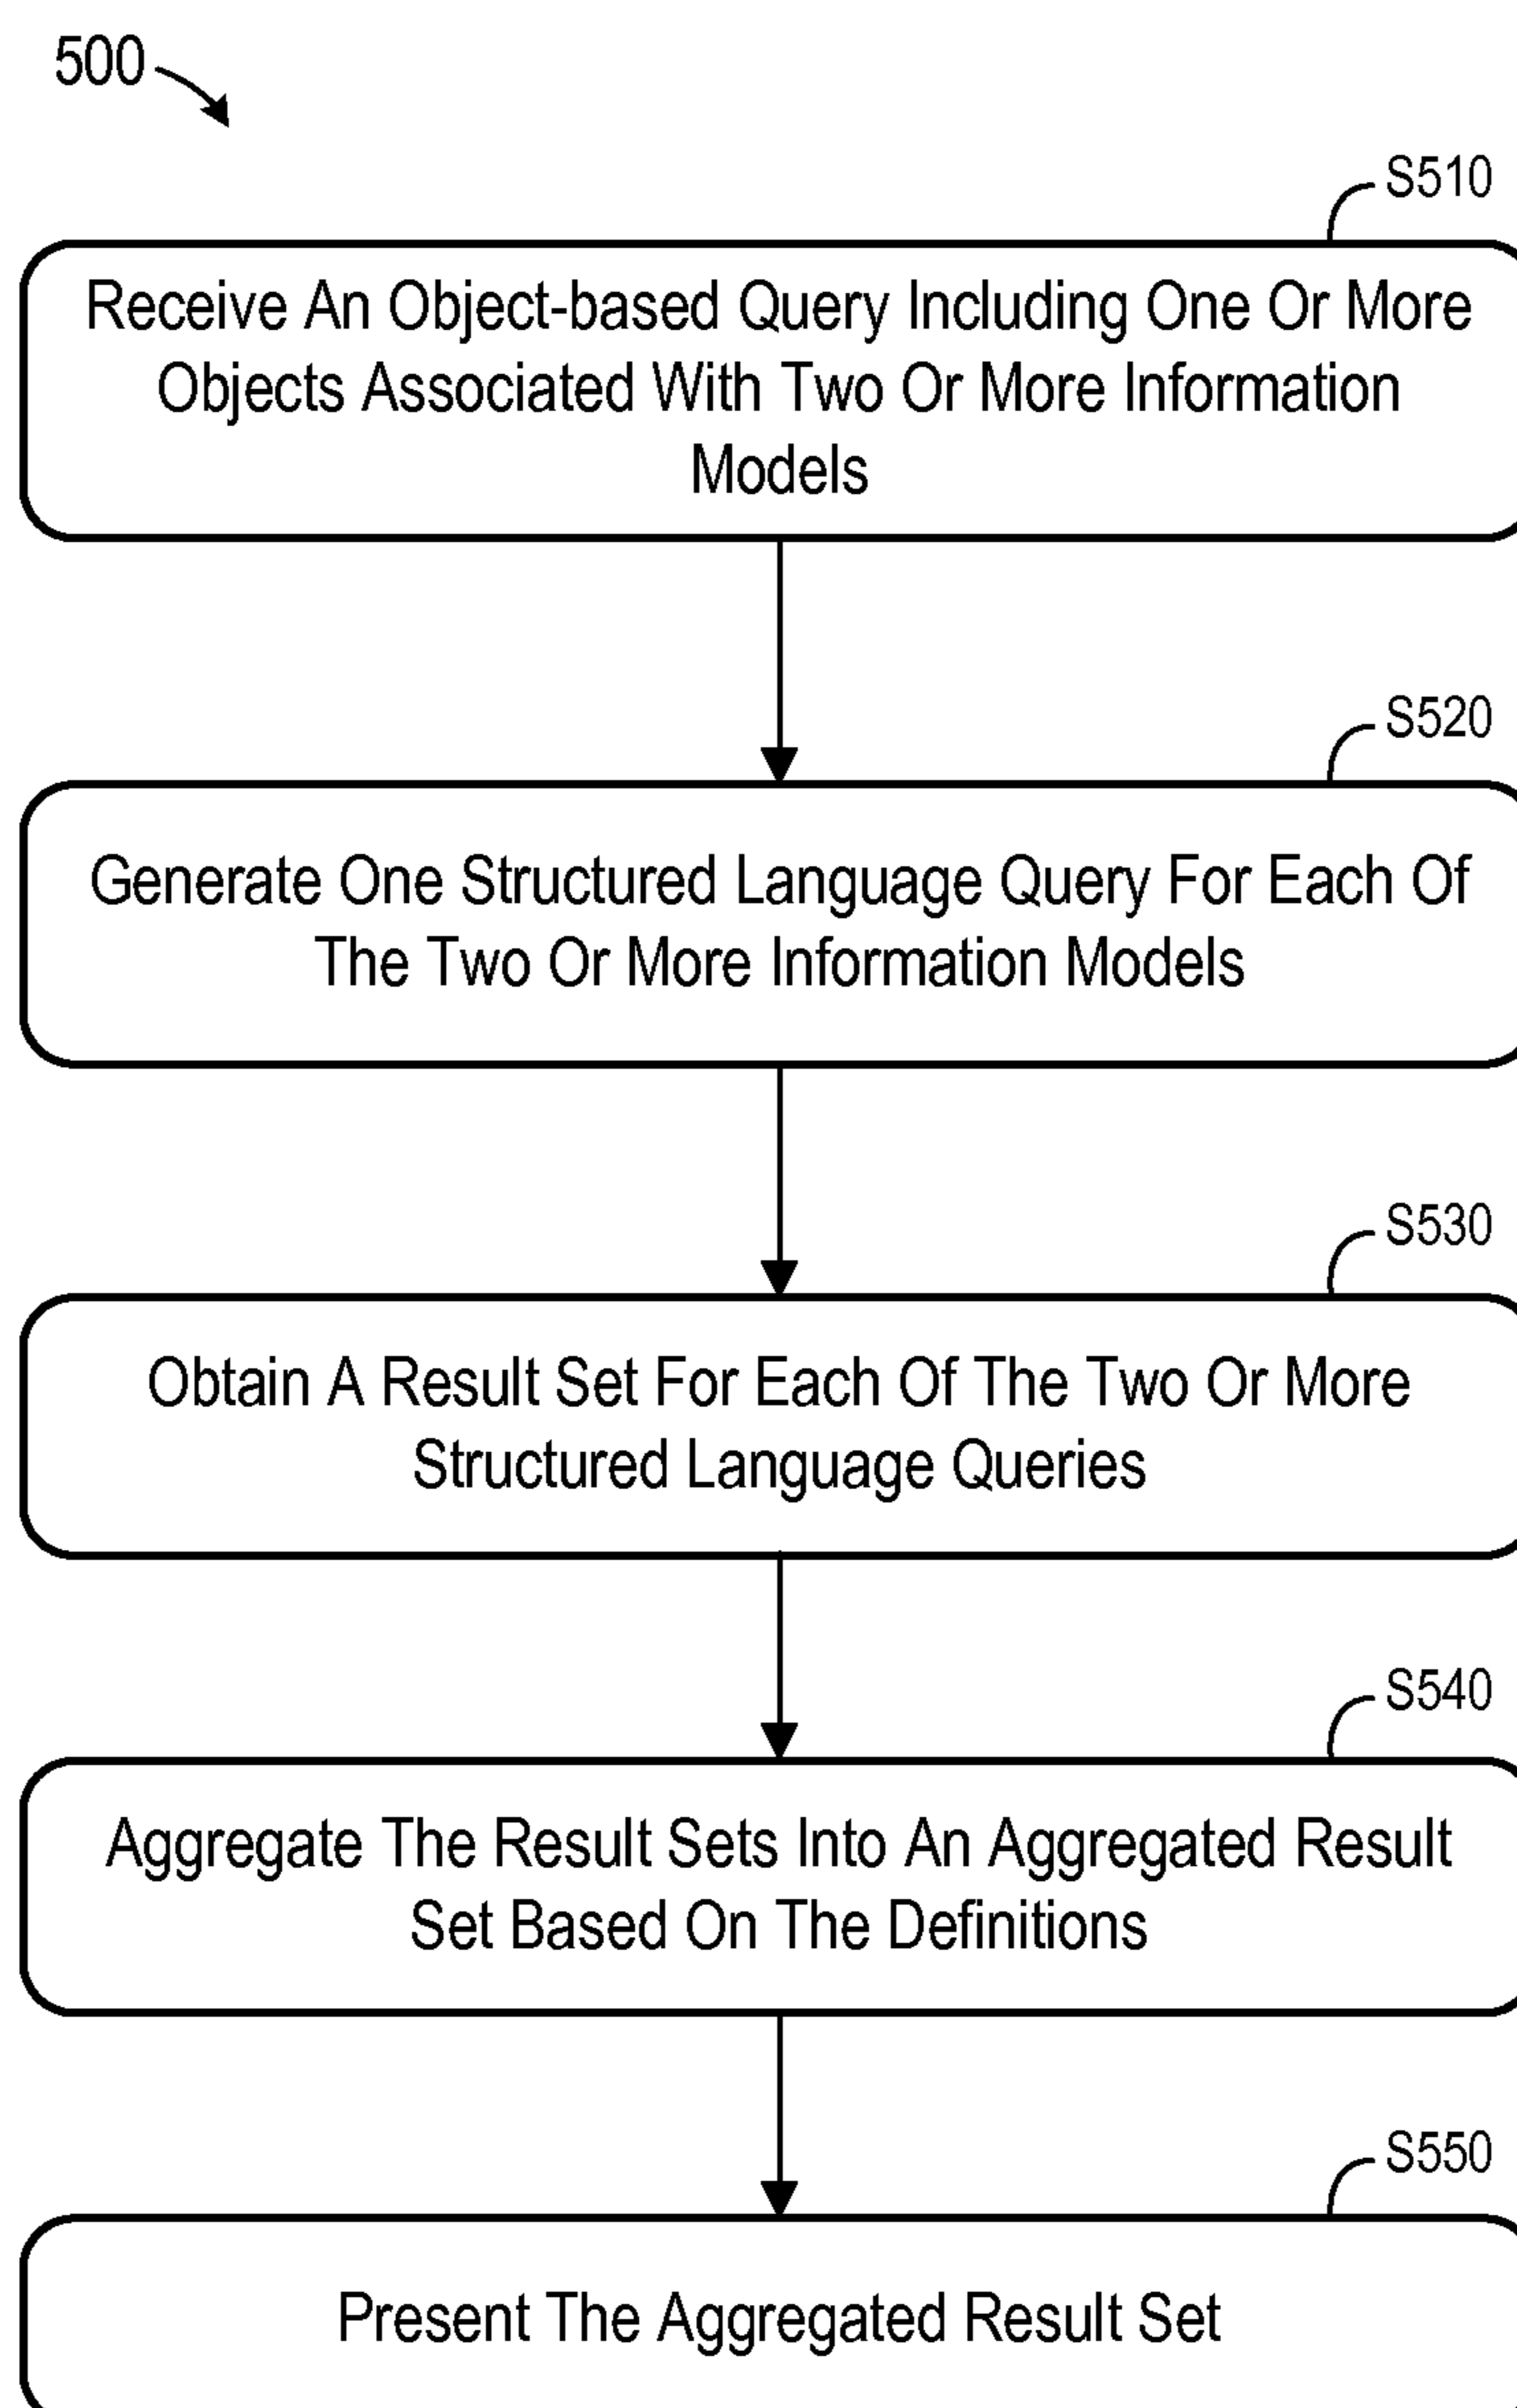 500
S510
Receive An Object-based Query Including One Or More
Objects Associated With Two Or More Information
Models
S520
Generate One Structured Language Query For Each Of
The Two Or More Information Models
S530
Obtain A Result Set For Each Of The Two Or More
Structured Language Queries
S540
Aggregate The Result Sets Into An Aggregated Result
Set Based On The Definitions
S550
Present The Aggregated Result Set